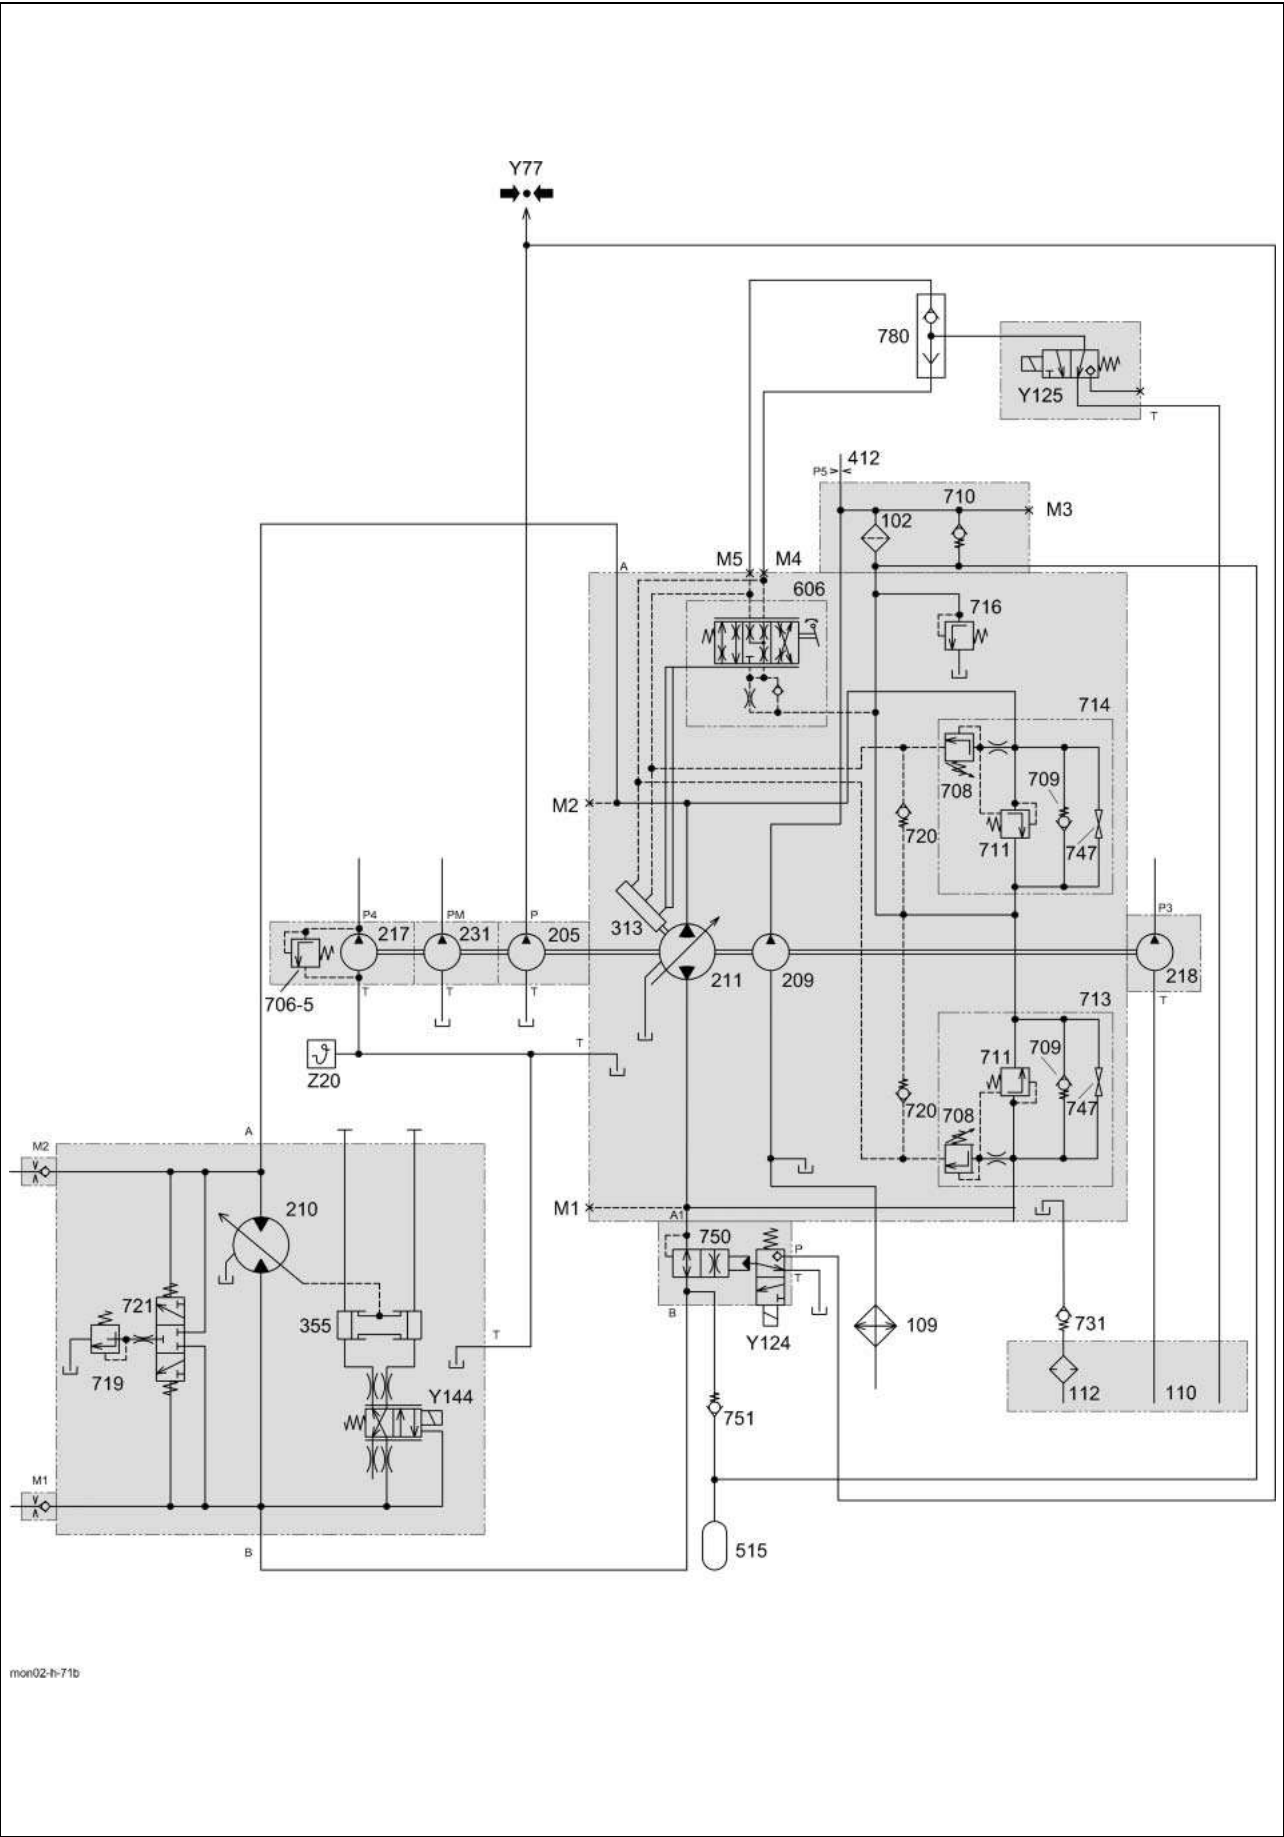 Y77
780
Y125
T
412
P5
710
M3
102
M5
M4
A
606
716
714
709
708
M2
720
711
747
P4
PM
P
P3
217
231
205
313
211
209
218
706-5
T
T
T
T
713
T
Z20
711
709
720
708
747
A
M2
M1
A1
210
750
P
T
721
355
T
B
Y124
109
731
719
Y144
112
110
751
M1
B
515
mon02-h-71b